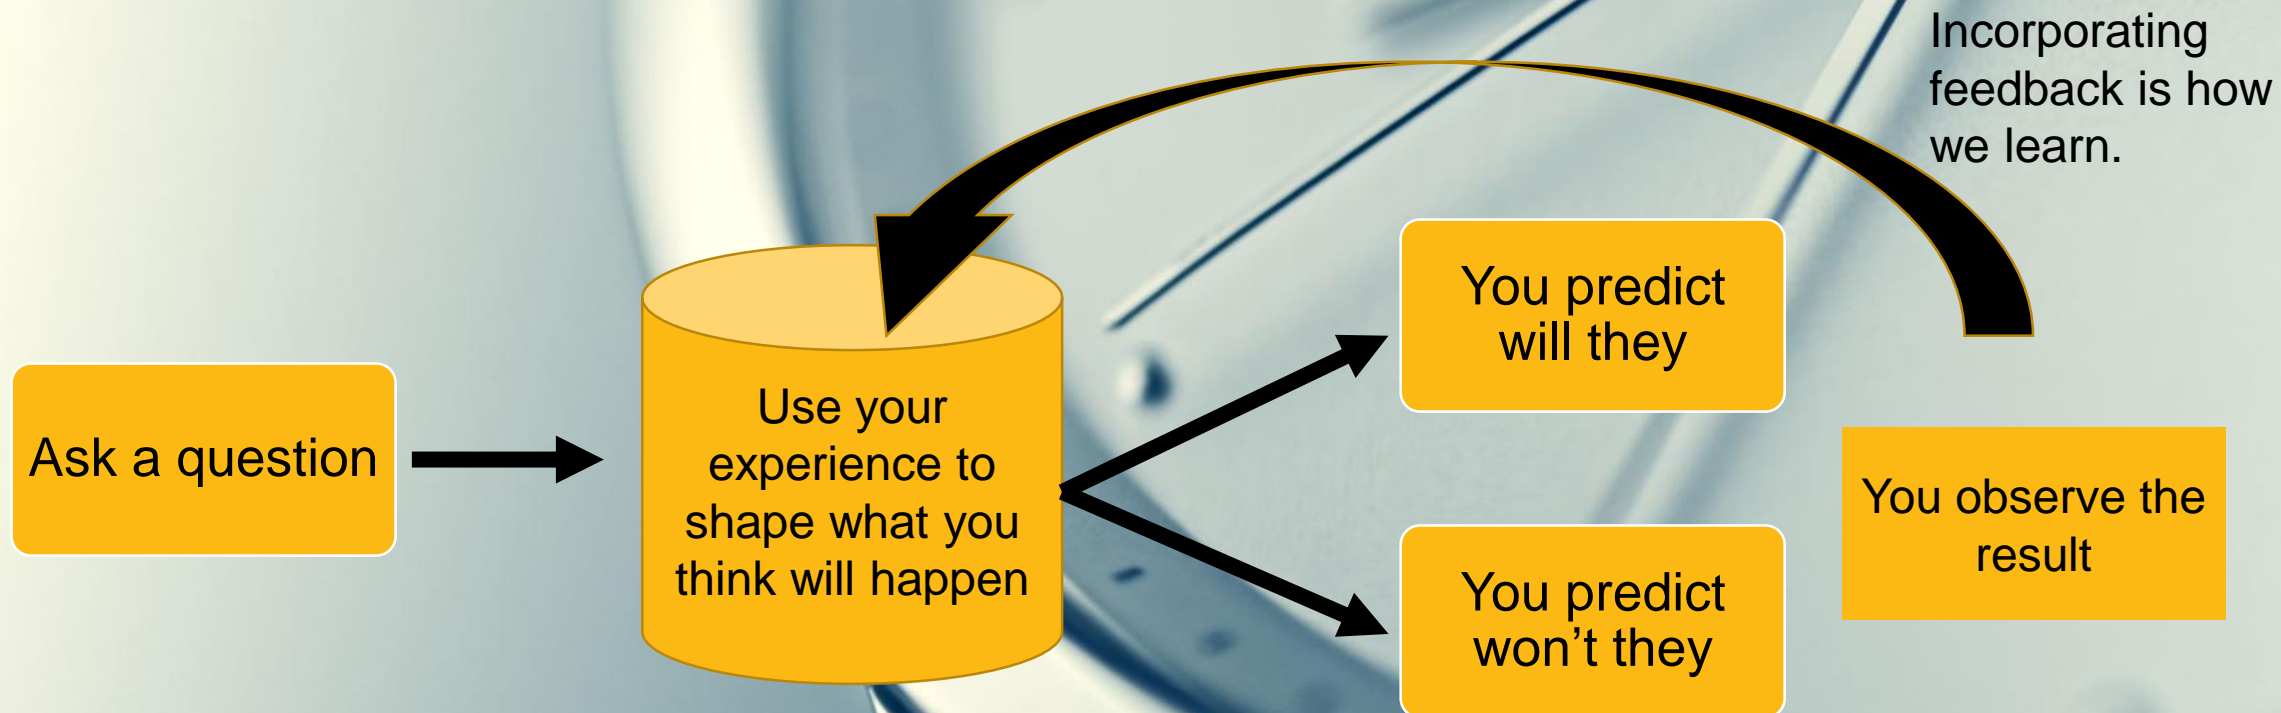 Incorporating
feedback is how
we learn.
Ask a question
Use your
experience to
shape what you
think will happen
You predict
will they
You predict
won’t they
You observe the
result